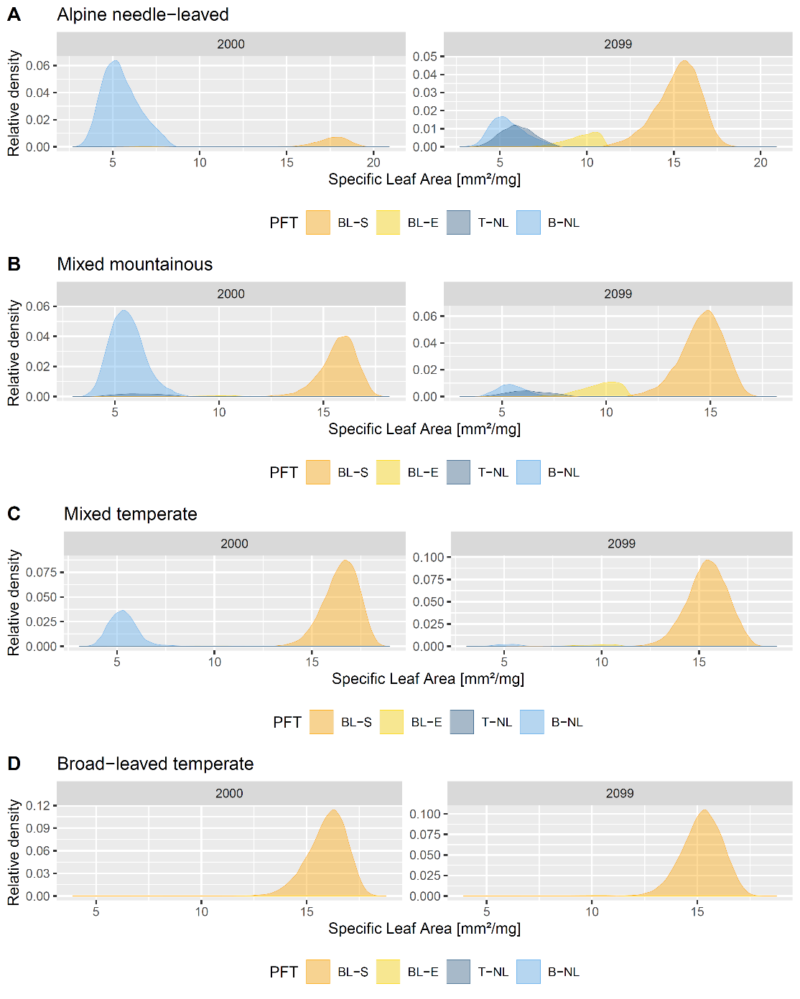 A Alpine needle−leaved
2000 2099
Relative density
0.06
0.04
0.02
0.00
0.05
0.04
0.03
0.02
0.01
0.00
5 10 15 20 5 10 15 20
Specific Leaf Area [mm²/mg]
PFT BL−S BL−E T−NL B−NL
B Mixed mountainous
2000 2099
Relative density
0.06
0.04
0.02
0.00
0.06
0.04
0.02
0.00
5 10 15 5 10 15
Specific Leaf Area [mm²/mg]
PFT BL−S BL−E T−NL B−NL
C Mixed temperate
2000 2099
Relative density
0.075
0.050
0.025
0.000
0.100
0.075
0.050
0.025
0.000
5 10 15 5 10 15
Specific Leaf Area [mm²/mg]
PFT BL−S BL−E T−NL B−NL
D Broad−leaved temperate
2000 2099
Relative density
0.12
0.09
0.06
0.03
0.00
0.100
0.075
0.050
0.025
0.000
5 10 15 5 10 15
Specific Leaf Area [mm²/mg]
PFT BL−S BL−E T−NL B−NL